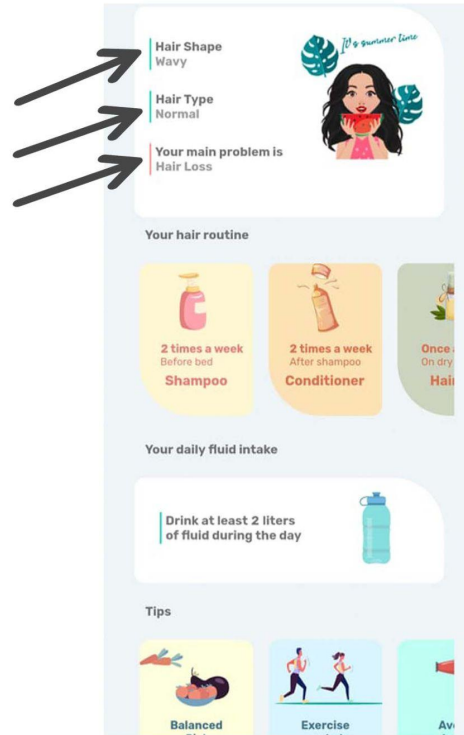 Hair Shape
Wavy
It's summer time
Hair Type
Normal
Your main problem is
Hair Loss
Your hair routine
2 times a week
Before bed
Shampoo
2 times a week
After shampoo
Conditioner
Once
On dry
Hair
Your daily fluid intake
Drink at least 2 liters
of fluid during the day
Tips
Balanced
Exercise